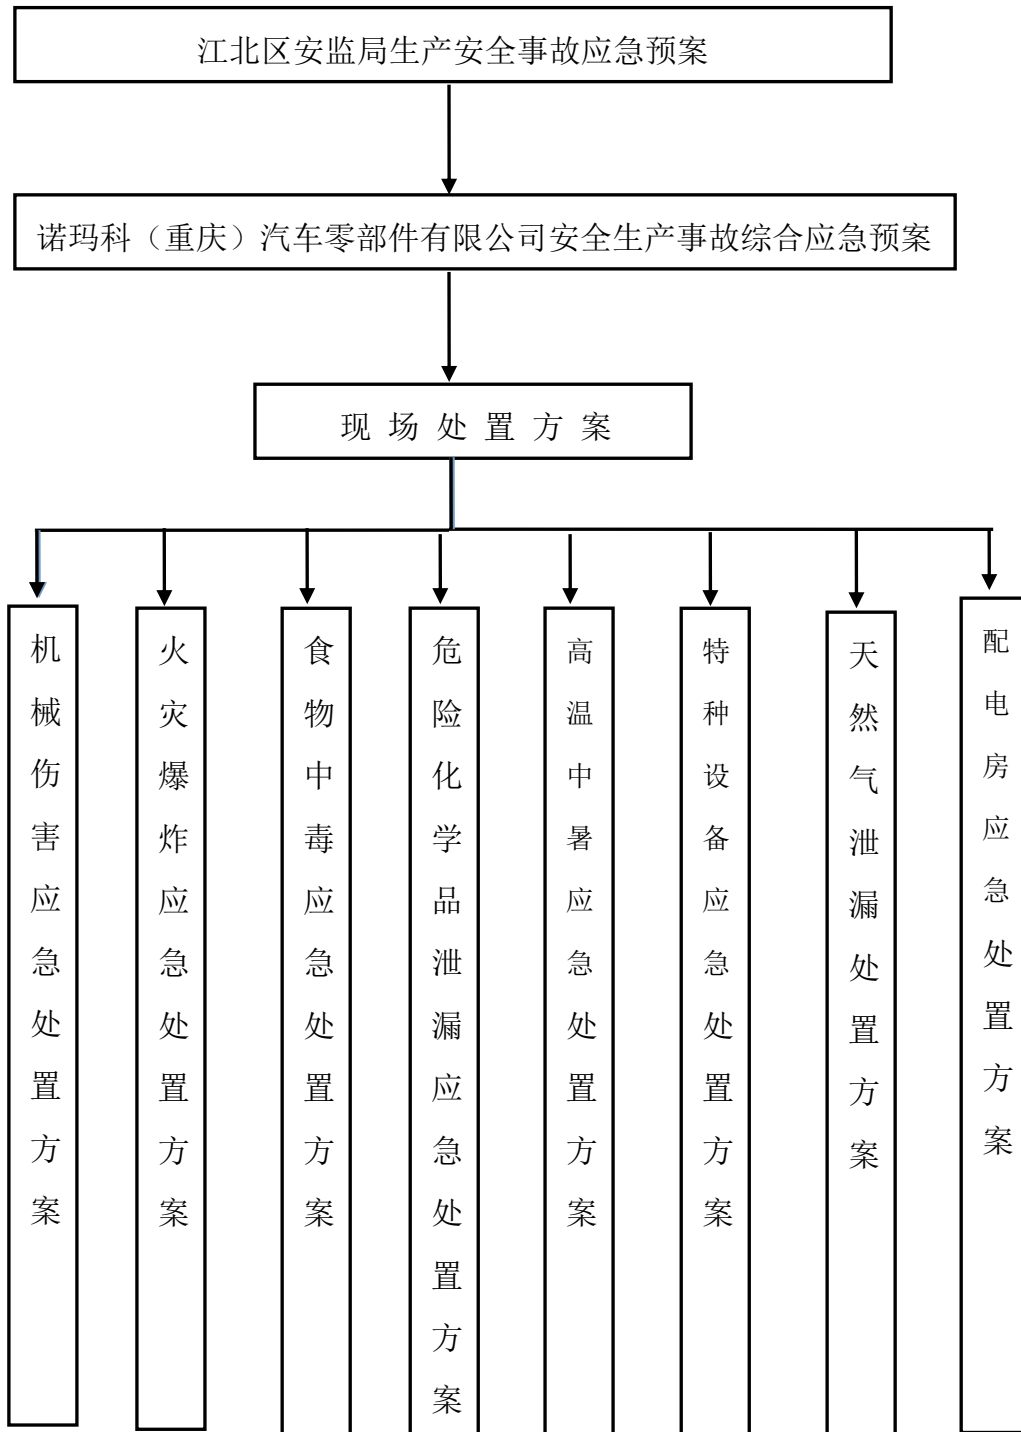 江北区安监局生产安全事故应急预案
诺玛科（重庆）汽车零部件有限公司安全生产事故综合应急预案
现场处置方案
机械伤害应急处置方案
火灾爆炸应急处置方案
食物中毒应急处置方案
危险化学品泄漏应急处置方案
高温中暑应急处置方案
特种设备应急处置方案
天然气泄漏处置方案
配电房应急处置方案